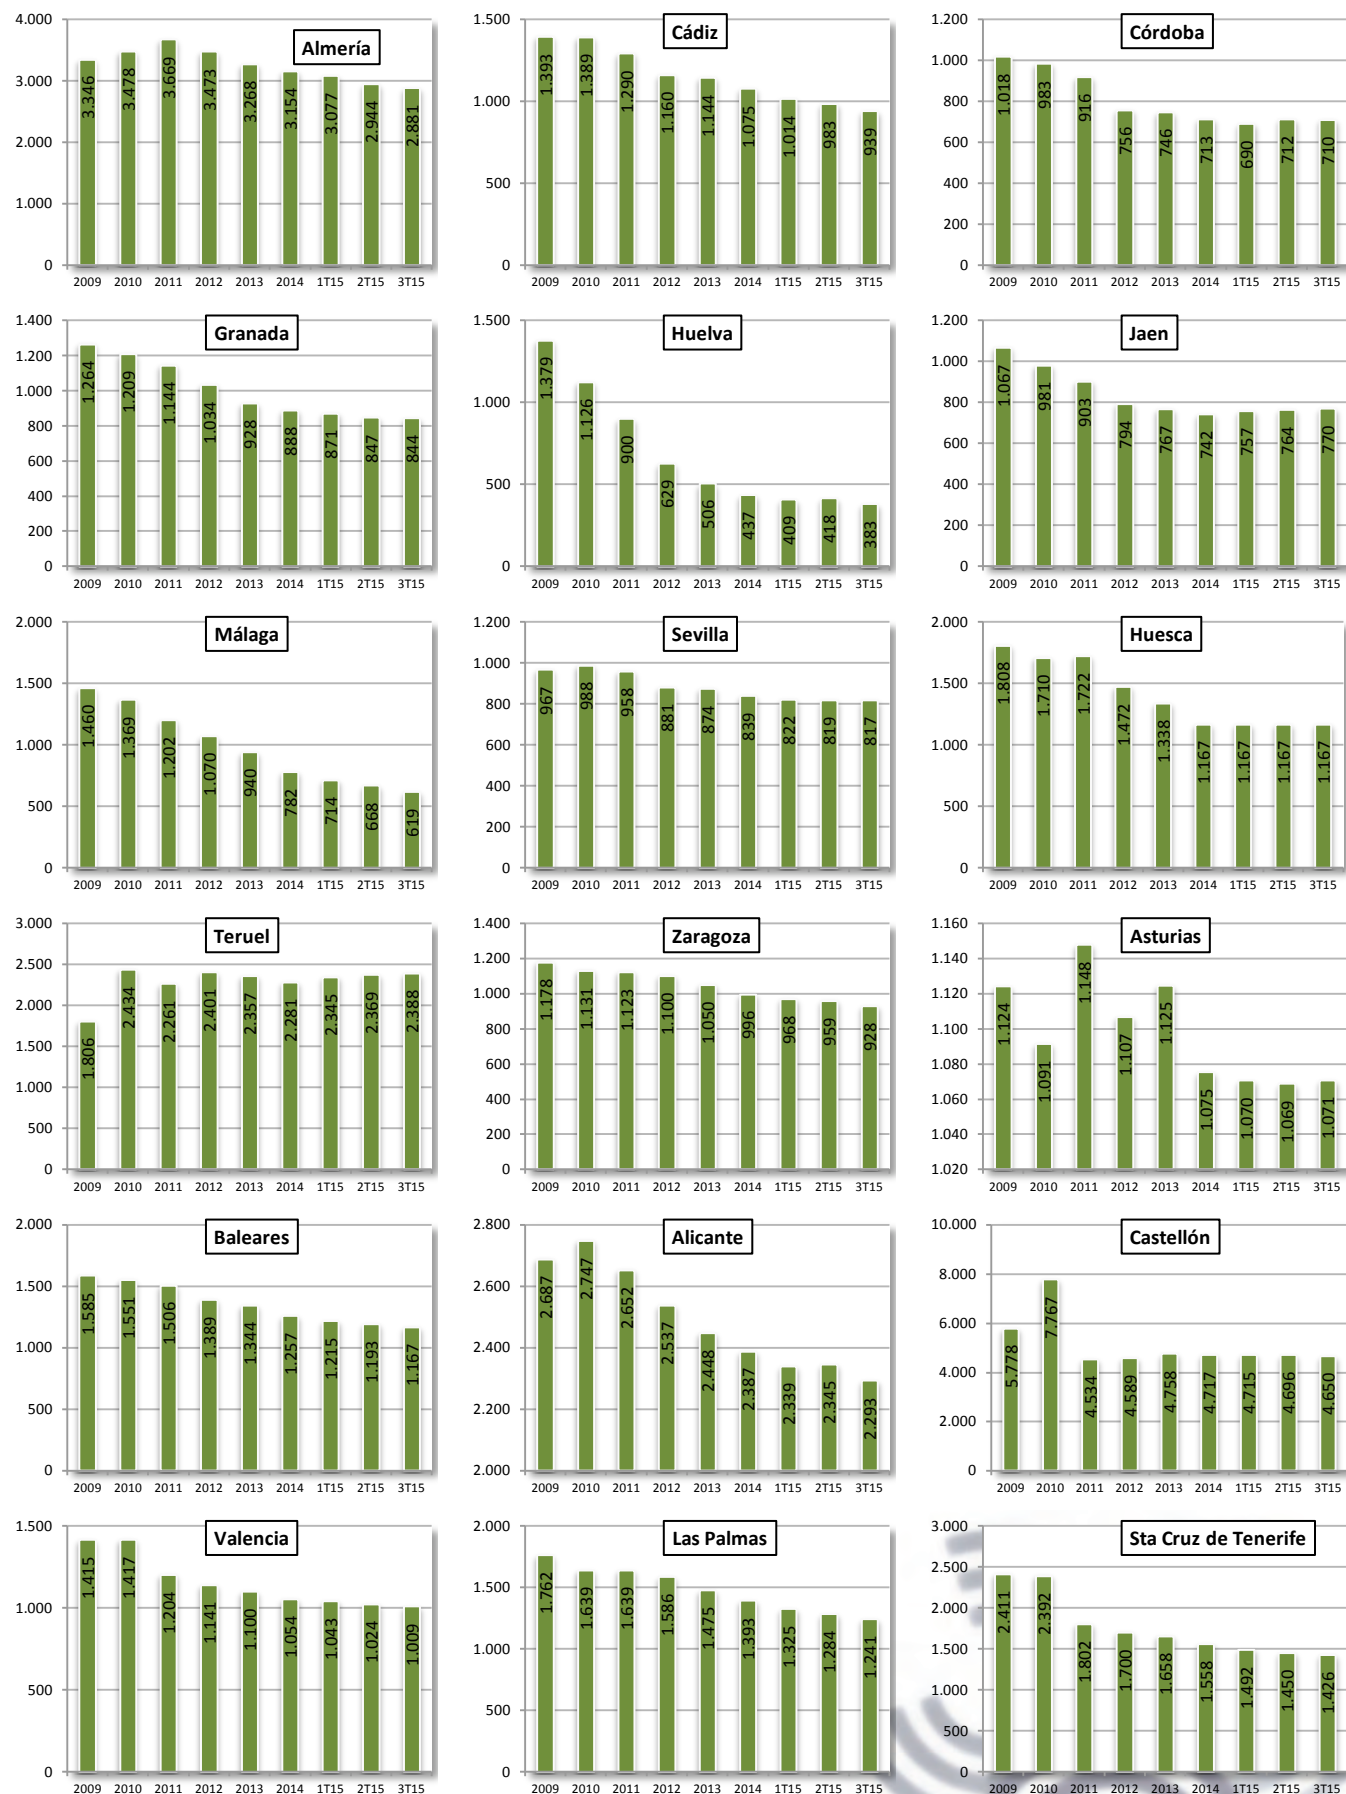 Almería
4.000
3.000
2.000
1.000
0
3.346 3.478 3.669 3.473 3.268 3.154 3.077 2.944 2.881
2009 2010 2011 2012 2013 2014 1T15 2T15 3T15
Cádiz
1.500
1.000
500
0
1.393 1.389 1.290 1.160 1.144 1.075 1.014 983 939
2009 2010 2011 2012 2013 2014 1T15 2T15 3T15
Córdoba
1.200
1.000
800
600
400
200
0
1.018 983 916 756 746 713 690 712 710
2009 2010 2011 2012 2013 2014 1T15 2T15 3T15
Granada
1.400
1.200
1.000
800
600
400
200
0
1.264 1.209 1.144 1.034 928 888 871 847 844
2009 2010 2011 2012 2013 2014 1T15 2T15 3T15
Huelva
1.500
1.000
500
0
1.379 1.126 900 629 506 437 409 418 383
2009 2010 2011 2012 2013 2014 1T15 2T15 3T15
Jaen
1.200
1.000
800
600
400
200
0
1.067 981 903 794 767 742 757 764 770
2009 2010 2011 2012 2013 2014 1T15 2T15 3T15
Málaga
2.000
1.500
1.000
500
0
1.460 1.369 1.202 1.070 940 782 714 668 619
2009 2010 2011 2012 2013 2014 1T15 2T15 3T15
Sevilla
1.200
1.000
800
600
400
200
0
967 988 958 881 874 839 822 819 817
2009 2010 2011 2012 2013 2014 1T15 2T15 3T15
Huesca
2.000
1.500
1.000
500
0
1.808 1.710 1.722 1.472 1.338 1.167 1.167 1.167 1.167
2009 2010 2011 2012 2013 2014 1T15 2T15 3T15
Teruel
3.000
2.500
2.000
1.500
1.000
500
0
1.806 2.434 2.261 2.401 2.357 2.281 2.345 2.369 2.388
2009 2010 2011 2012 2013 2014 1T15 2T15 3T15
Zaragoza
1.400
1.200
1.000
800
600
400
200
0
1.178 1.131 1.123 1.100 1.050 996 968 959 928
2009 2010 2011 2012 2013 2014 1T15 2T15 3T15
Asturias
1.160
1.140
1.120
1.100
1.080
1.060
1.040
1.020
1.124 1.091 1.148 1.107 1.125 1.075 1.070 1.069 1.071
2009 2010 2011 2012 2013 2014 1T15 2T15 3T15
Baleares
2.000
1.500
1.000
500
0
1.585 1.551 1.506 1.389 1.344 1.257 1.215 1.193 1.167
2009 2010 2011 2012 2013 2014 1T15 2T15 3T15
Alicante
2.800
2.600
2.400
2.200
2.000
2.687 2.747 2.652 2.537 2.448 2.387 2.339 2.345 2.293
2009 2010 2011 2012 2013 2014 1T15 2T15 3T15
Castellón
10.000
8.000
6.000
4.000
2.000
0
5.778 7.767 4.534 4.589 4.758 4.717 4.715 4.696 4.650
2009 2010 2011 2012 2013 2014 1T15 2T15 3T15
Valencia
1.500
1.000
500
0
1.415 1.417 1.204 1.141 1.100 1.054 1.043 1.024 1.009
2009 2010 2011 2012 2013 2014 1T15 2T15 3T15
Las Palmas
2.000
1.500
1.000
500
0
1.762 1.639 1.639 1.586 1.475 1.393 1.325 1.284 1.241
2009 2010 2011 2012 2013 2014 1T15 2T15 3T15
Sta Cruz de Tenerife
3.000
2.500
2.000
1.500
1.000
500
0
2.411 2.392 1.802 1.700 1.658 1.558 1.492 1.450 1.426
2009 2010 2011 2012 2013 2014 1T15 2T15 3T15